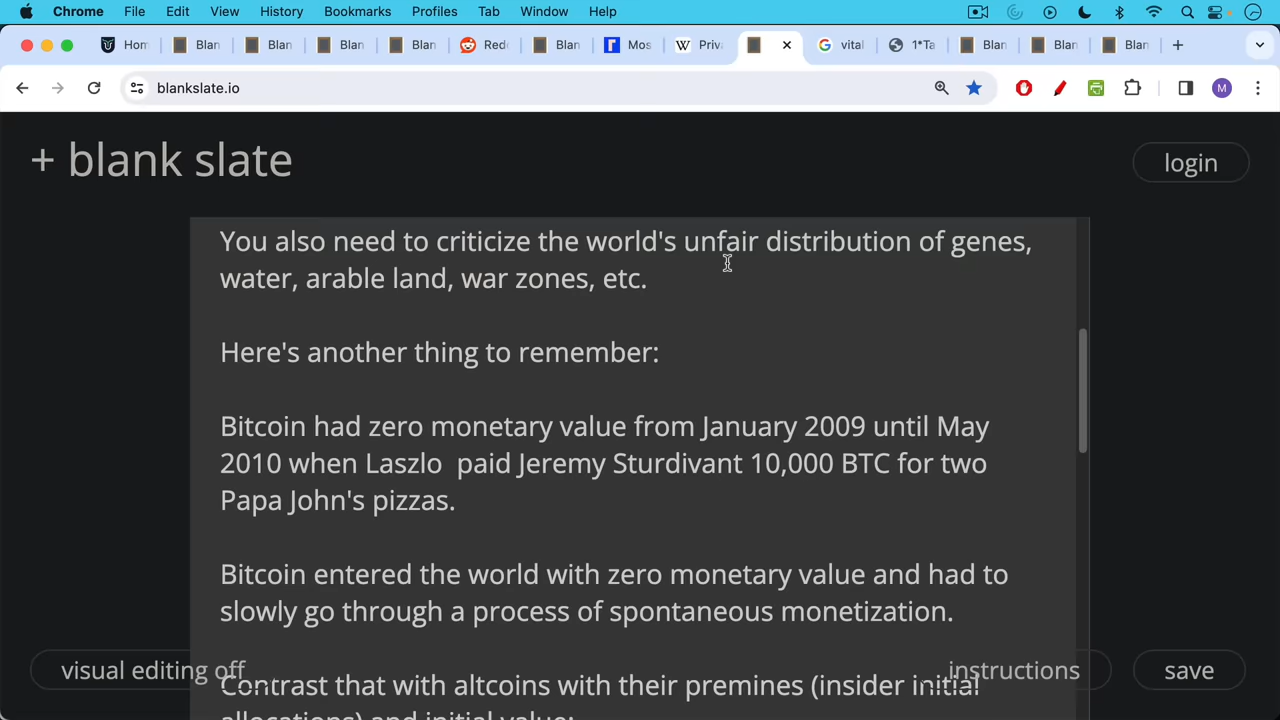 Chrome File Edit View History Bookmarks Profiles Tab Window Help
Hom Blan Blan Blan Blan Red Blan Mos Priv vital 1*Ta Blan Blan Blan
blankslate.io M
+ blank slate
login
You also need to criticize the world's unfair distribution of genes,
water, arable land, war zones, etc.
Here's another thing to remember:
Bitcoin had zero monetary value from January 2009 until May
2010 when Laszlo  paid Jeremy Sturdivant 10,000 BTC for two
Papa John's pizzas.
Bitcoin entered the world with zero monetary value and had to
slowly go through a process of spontaneous monetization.
visual editing off
instructions
save
Contrast that with altcoins with their premines (insider initial
allocations) and initial value: